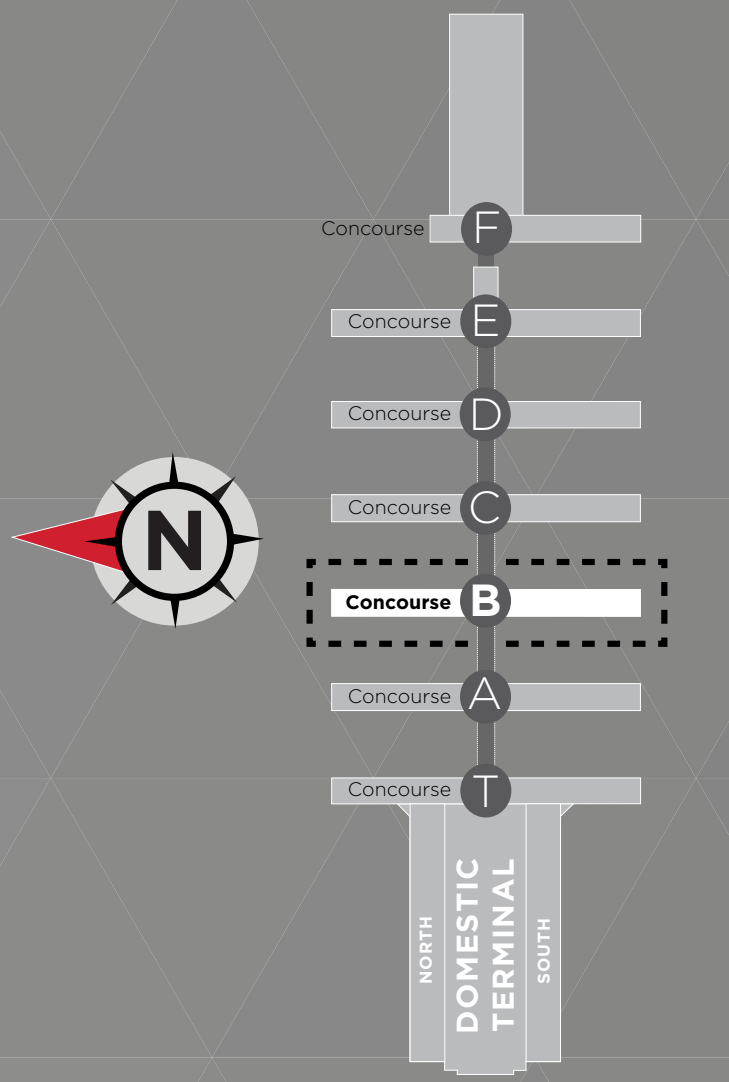 Concourse F
Concourse E
Concourse D
Concourse C
N
Concourse B
Concourse A
Concourse T
NORTH
DOMESTIC
TERMINAL
SOUTH